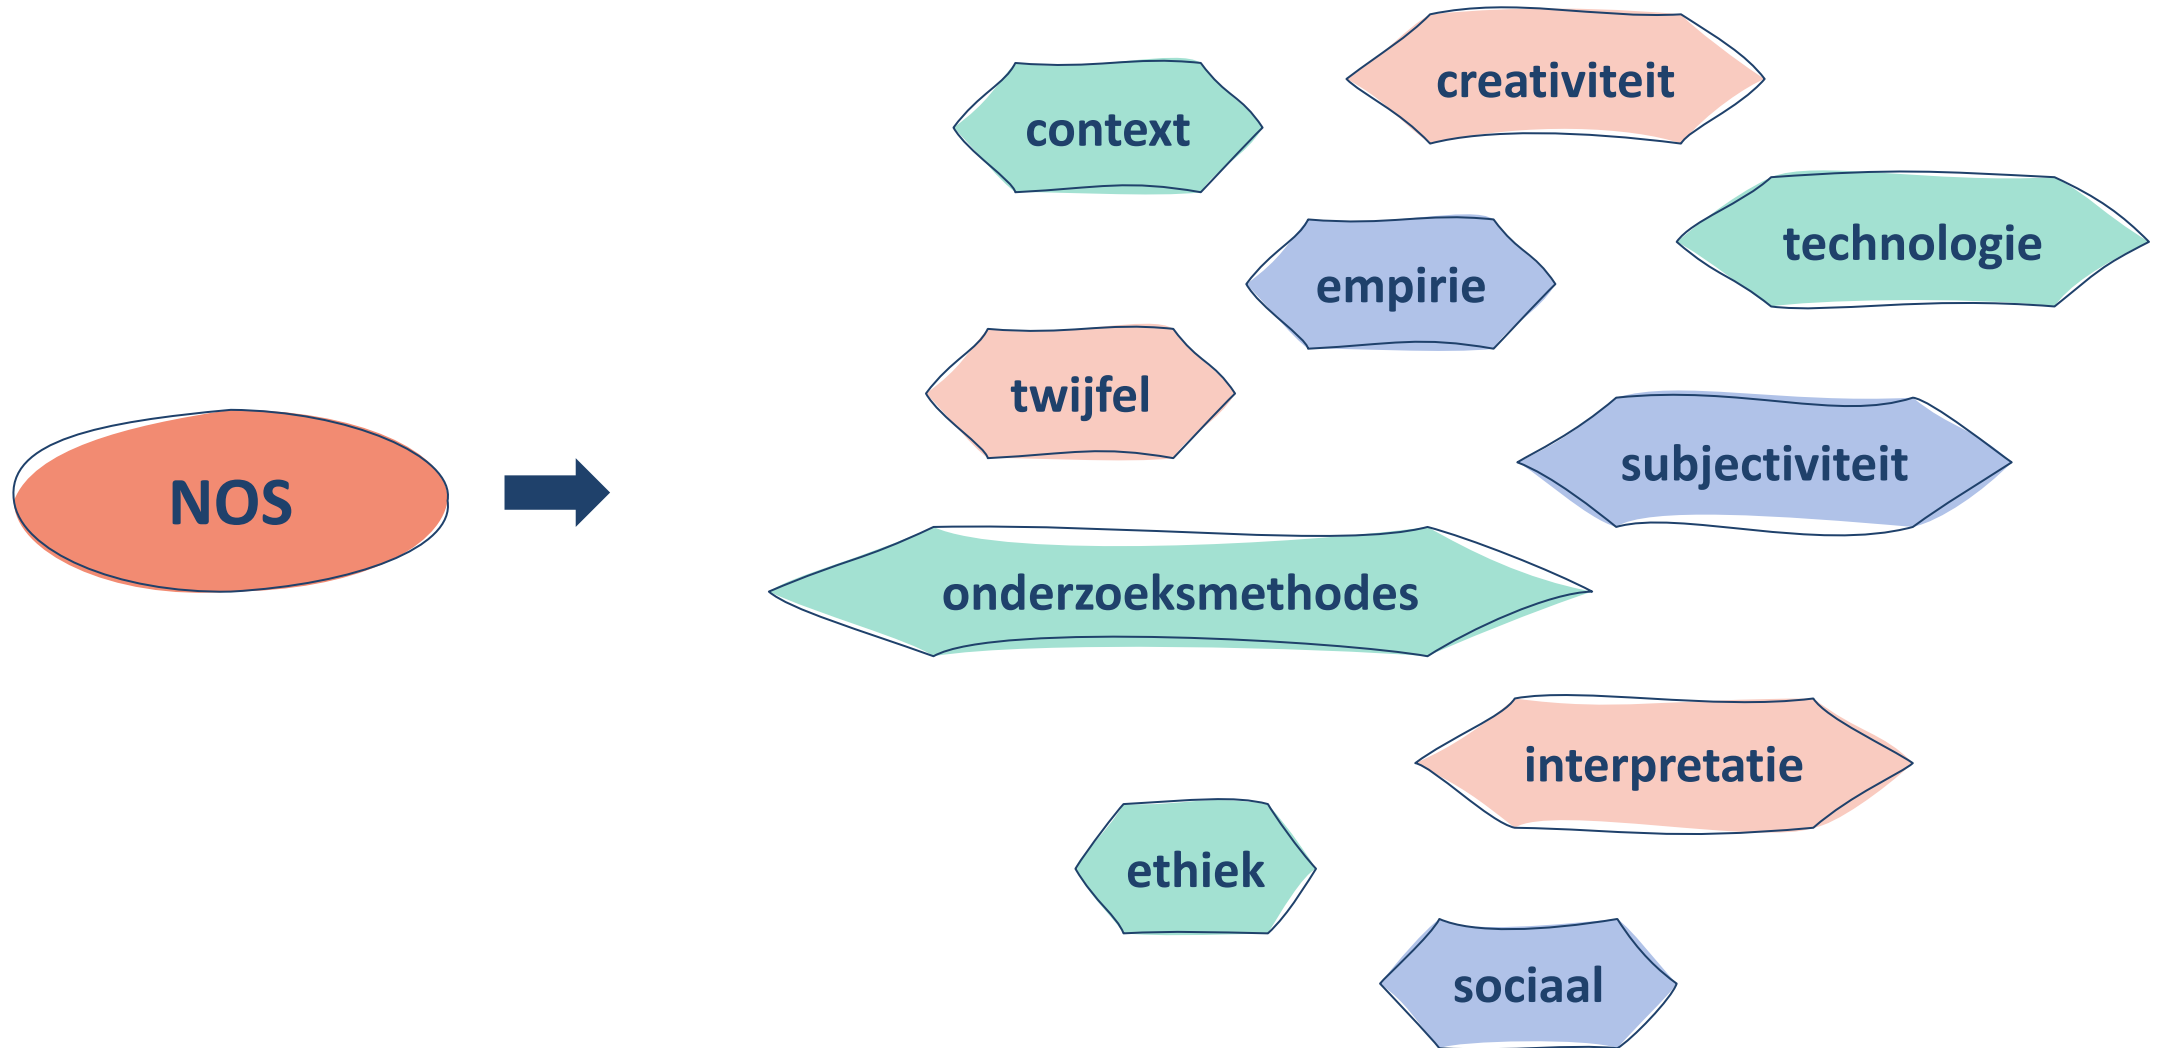 creativiteit
context
technologie
empirie
twijfel
subjectiviteit
NOS
onderzoeksmethodes
interpretatie
ethiek
sociaal